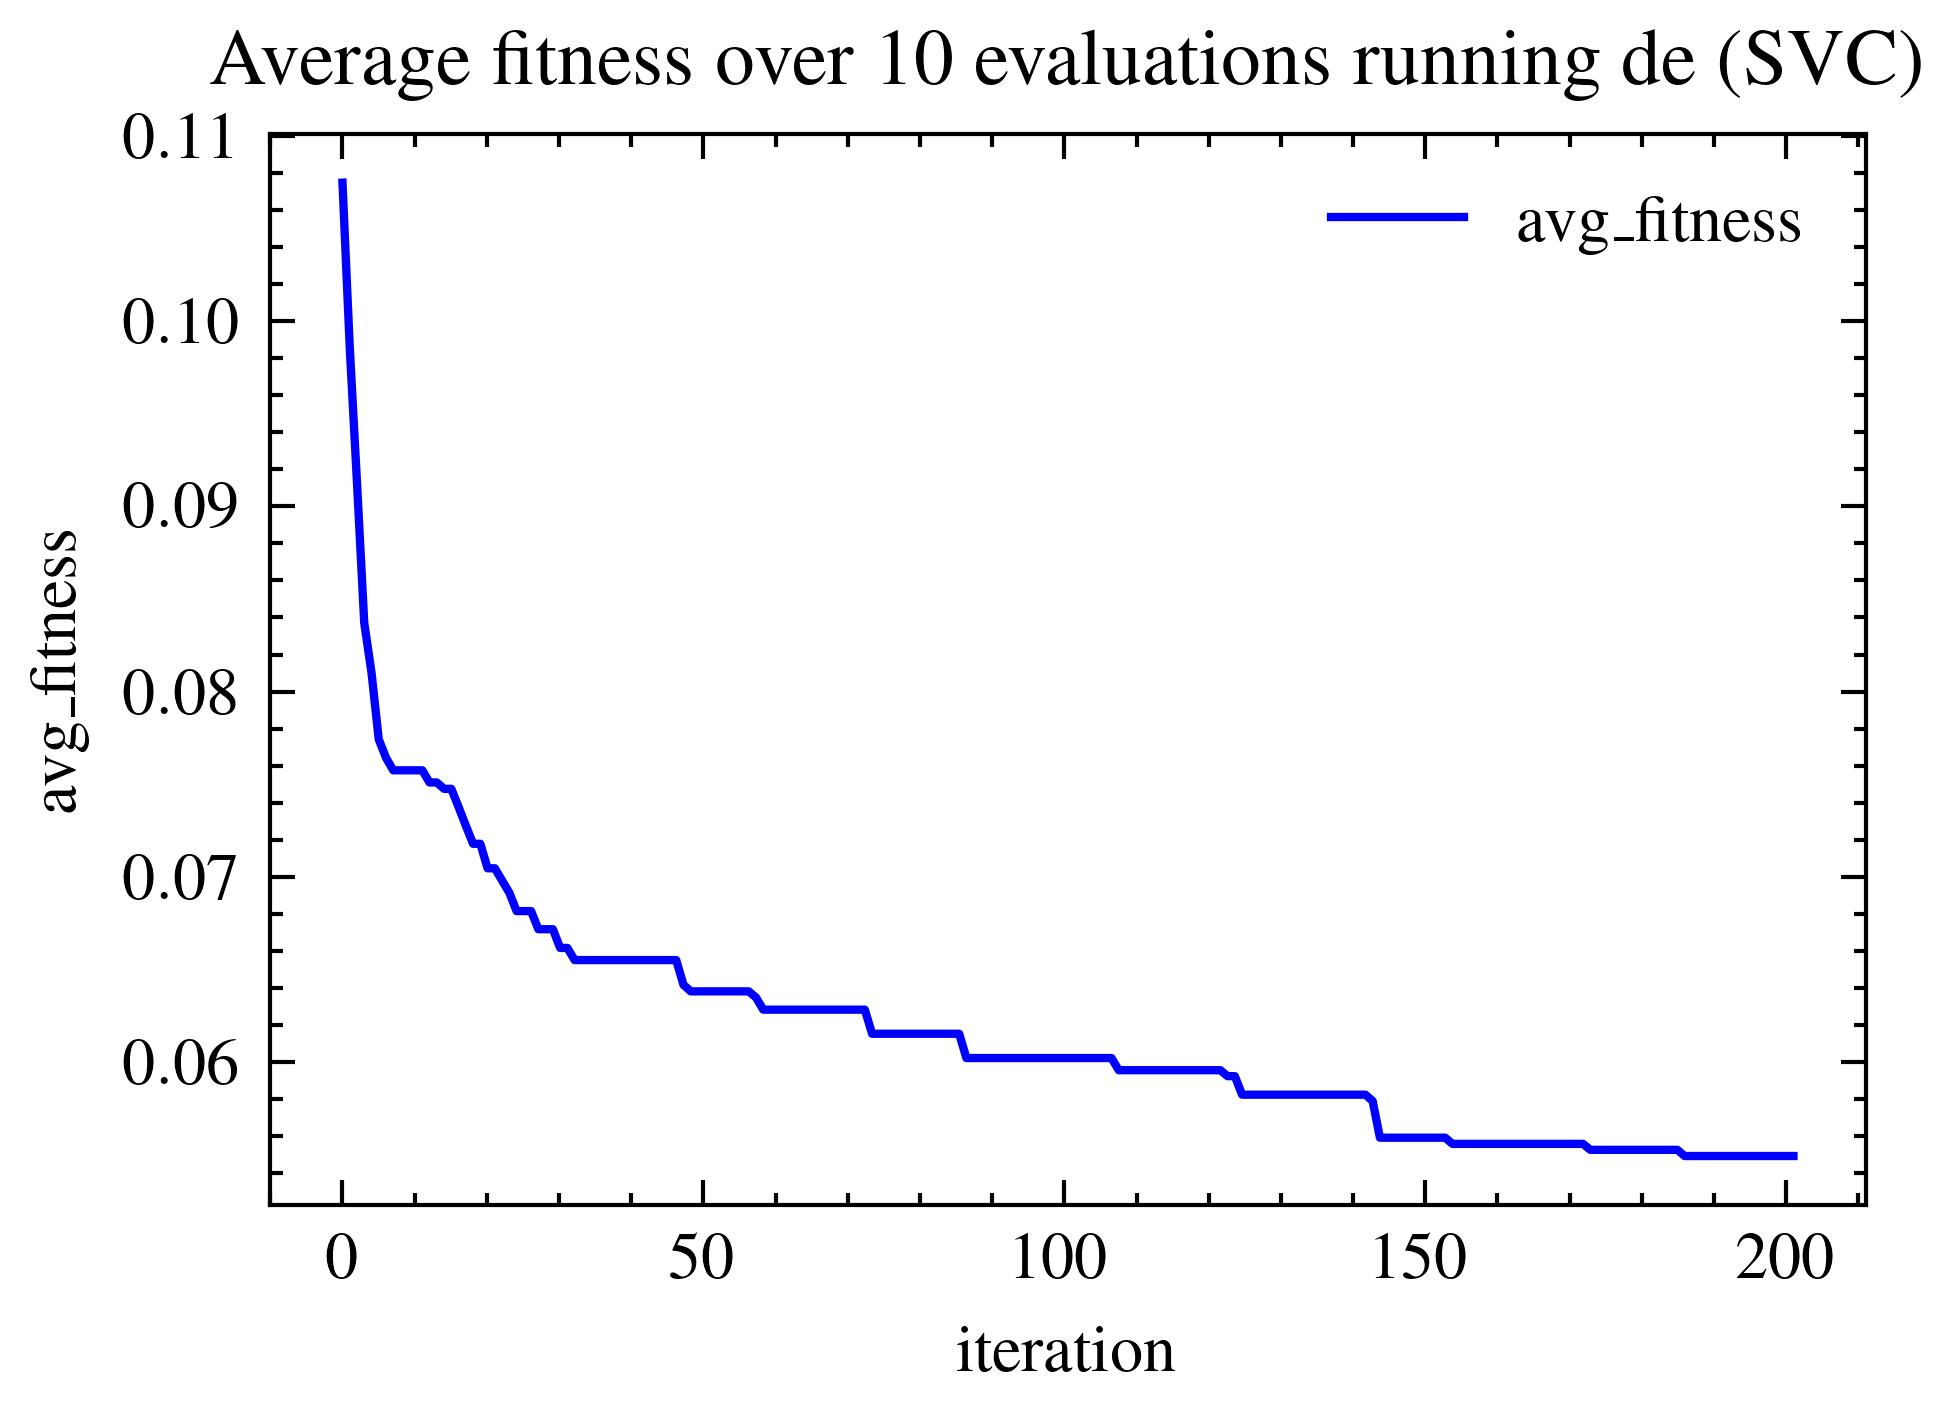 Average fitness over 10 evaluations running de (SVC)
avg_fitness
0.11
0.10
0.09
0.08
0.07
0.06
avg_fitness
0 50 100 150 200
iteration